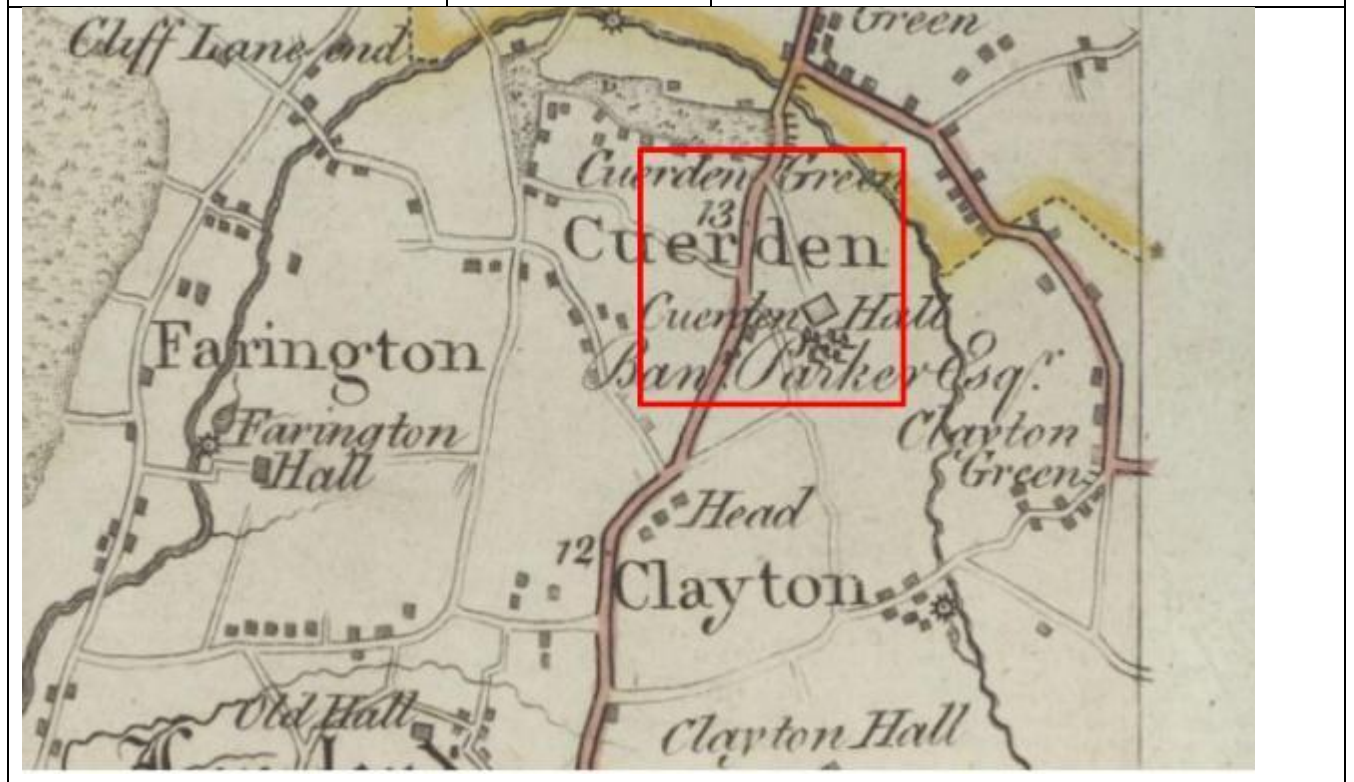 Green
Cliff Lane end
Cuerden Green
13
Cuerden
Cuerden Hall
Ban. Parker Esqr.
Farington
Farington
Hall
Clayton
Green
Head
12
Clayton
Old Hall
Clayton Hall